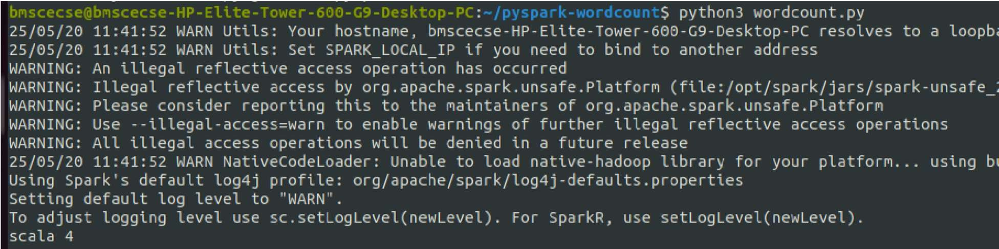 bmscecse@bmscecse-HP-Elite-Tower-600-G9-Desktop-PC:~/pyspark-wordcount$ python3 wordcount.py
25/05/20 11:41:52 WARN Utils: Your hostname, bmscecse-HP-Elite-Tower-600-G9-Desktop-PC resolves to a
25/05/20 11:41:52 WARN Utils: Set SPARK_LOCAL_IP if you need to bind to another address
WARNING: An illegal reflective access operation has occurred
WARNING: Illegal reflective access by org.apache.spark.unsafe.Platform (file:/opt/spark/jars/spark-unsafe_
WARNING: Please consider reporting this to the maintainers of org.apache.spark.unsafe.Platform
WARNING: Use --illegal-access=warn to enable warnings of further illegal reflective access operations
WARNING: All illegal access operations will be denied in a future release
25/05/20 11:41:52 WARN NativeCodeLoader: Unable to load native-hadoop library for your platform... using
Using Spark's default log4j profile: org/apache/spark/log4j-defaults.properties
Setting default log level to "WARN".
To adjust logging level use sc.setLogLevel(newLevel). For SparkR, use setLogLevel(newLevel).
scala 4